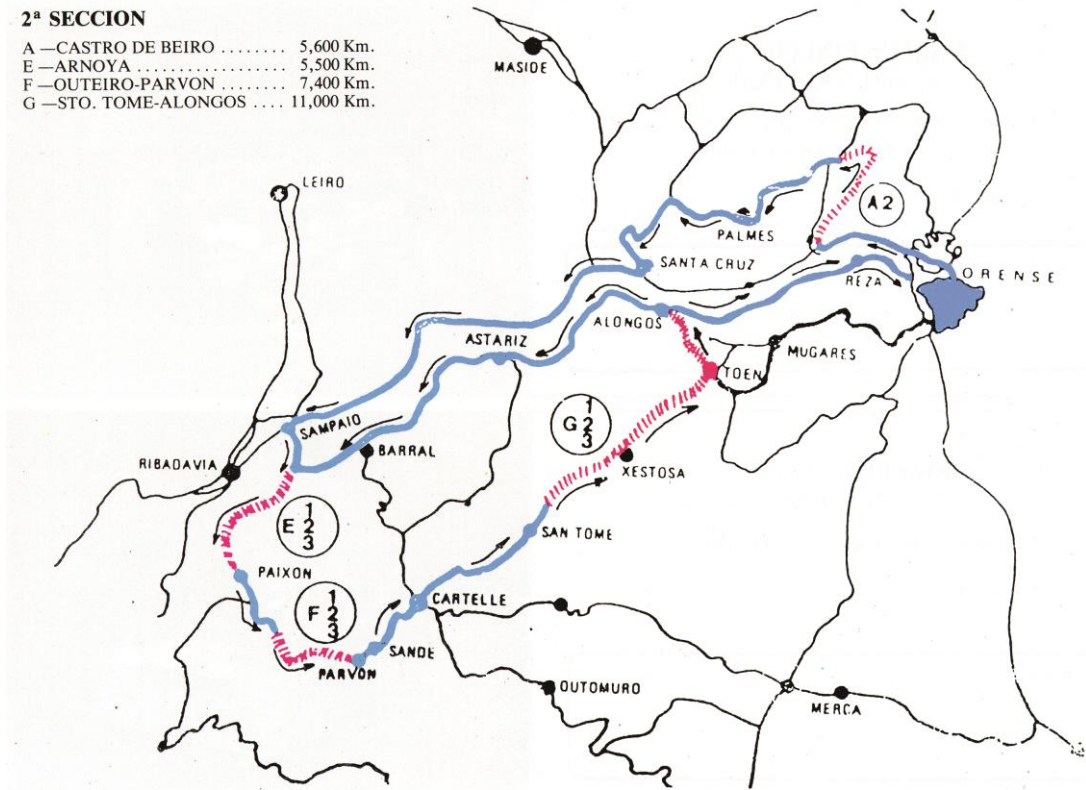 2ª SECCION
A —CASTRO DE BEIRO ........ 5,600 Km.
E —ARNOYA .................... 5,500 Km.
F —OUTEIRO-PARVON ........ 7,400 Km.
G —STO. TOME-ALONGOS .... 11,000 Km.
MASIDE
LEIRO
A 2
PALMES
SANTA CRUZ
ORENSE
REZA
ALONGOS
ASTARIZ
MUGARES
TOEN
G 1 2 3
SAMPAIO
BARRAL
RIBADAVIA
XESTOSA
E 1 2 3
SAN TOME
PAIXON
F 1 2 3
CARTELLE
SANDE
PARVON
OUTOMURO
MERCA